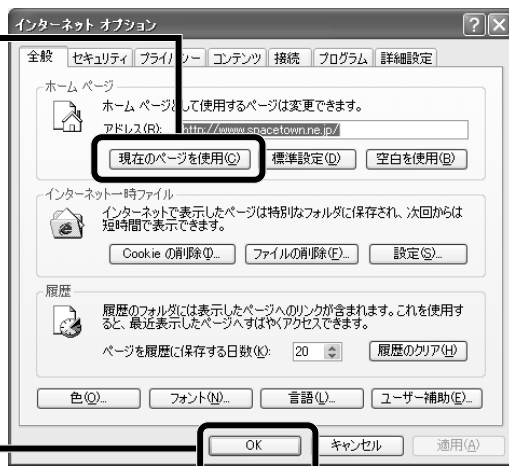 インターネット オプション
全般 セキュリティ プライ シー コンテンツ 接続 プログラム 詳細設定
ホーム ページ
ホーム ページとして使用するページは変更できます。
アドレス(R): http://www.spacetown.ne.jp/
現在のページを使用(C) 標準設定(D) 空白を使用(B)
インターネット一時ファイル
インターネットで表示したページは特別なフォルダに保存され、次回からは
短時間で表示できます。
Cookie の削除(I)... ファイルの削除(F)... 設定(S)...
履歴
履歴のフォルダには表示したページへのリンクが含まれます。これを使用す
ると、最近表示したページへすばやくアクセスできます。
ページを履歴に保存する日数(K): 20 履歴のクリア(H)
色(O)... フォント(N)... 言語(L)... ユーザー補助(E)...
OK キャンセル 適用(A)